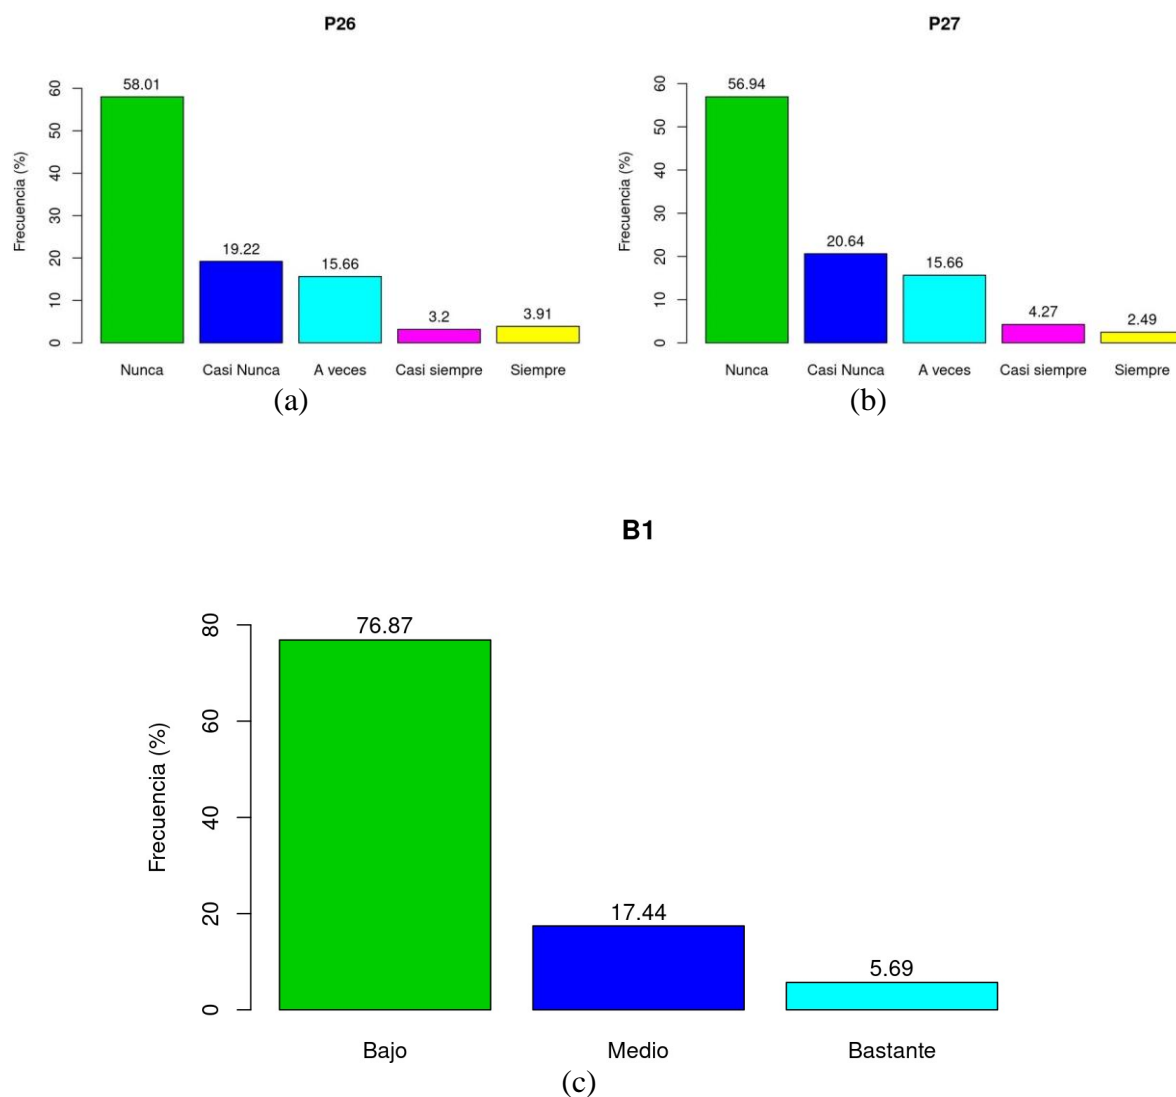 P26
Frecuencia (%)
60
50
40
30
20
10
0
58.01
19.22
15.66
3.2
3.91
Nunca Casi Nunca A veces Casi siempre Siempre
(a)
P27
Frecuencia (%)
60
50
40
30
20
10
0
56.94
20.64
15.66
4.27
2.49
Nunca Casi Nunca A veces Casi siempre Siempre
(b)
B1
Frecuencia (%)
80
60
40
20
0
76.87
17.44
5.69
Bajo Medio Bastante
(c)